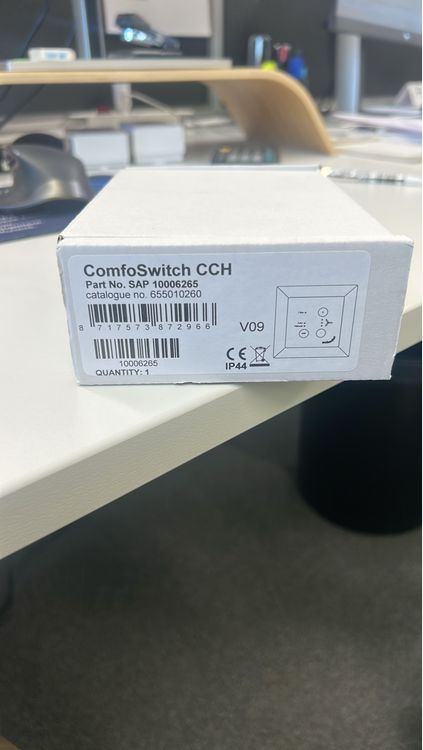 ComfoSwitch CCH
Part No. SAP 10006265
catalogue no. 655010260
8 717573 872966
V09
10006265
CE
IP44
QUANTITY: 1